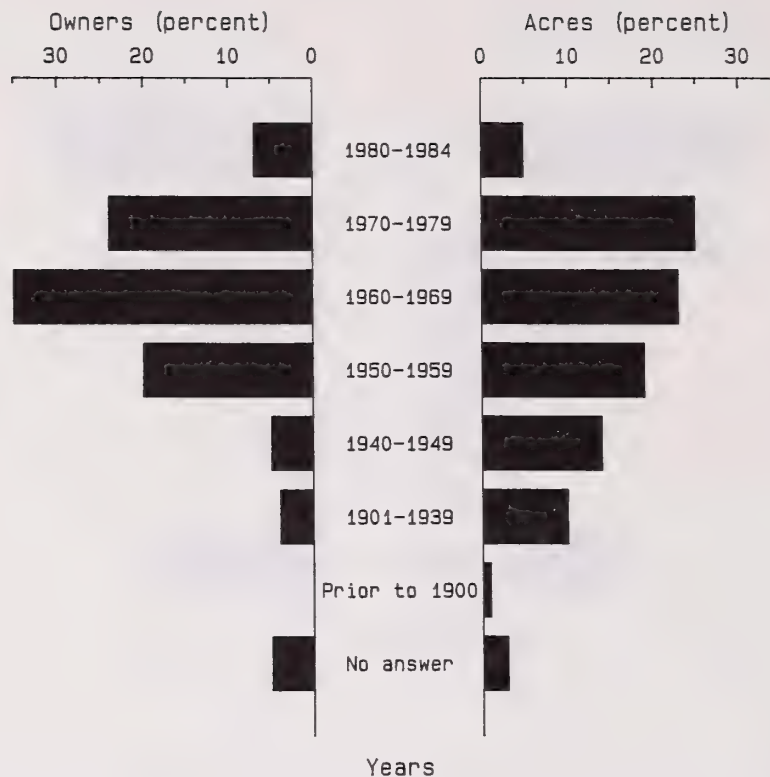 Owners (percent) Acres (percent)
30 20 10 0 0 10 20 30
1980-1984
1970-1979
1960-1969
1950-1959
1940-1949
1901-1939
Prior to 1900
No answer
Years